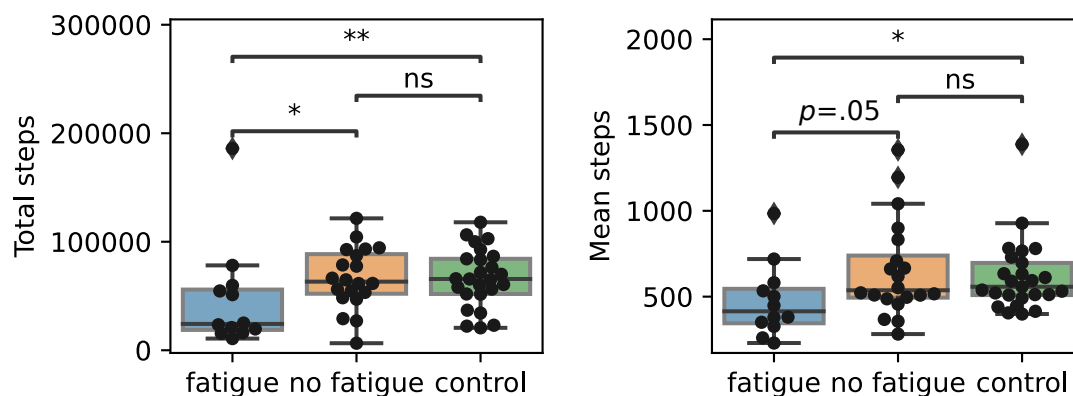 Total steps
300000
200000
100000
0
**
ns
*
fatigue no fatigue control
Mean steps
2000
1500
1000
500
*
ns
p=.05
fatigue no fatigue control